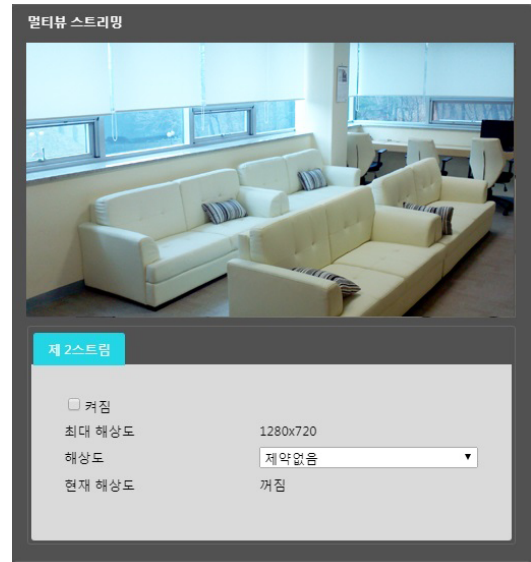 멀티뷰 스트리밍
제 2스트림
켜짐
최대 해상도 1280x720
해상도 제약없음
현재 해상도 꺼짐